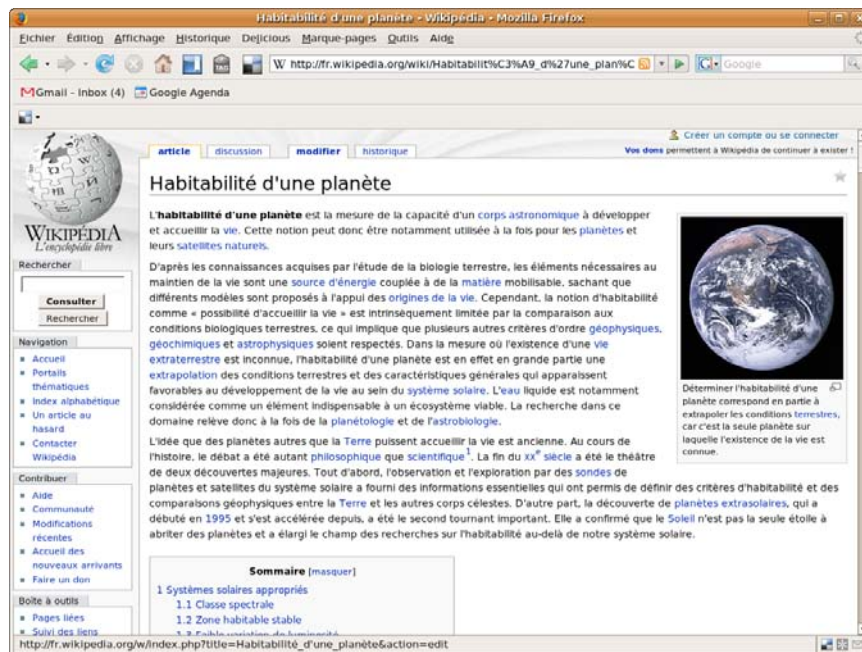 Habitabilité d'une planète - Wikipédia - Mozilla Firefox
Fichier Édition Affichage Historique Del.icio.us Marque-pages Outils Aide
W http://fr.wikipedia.org/wiki/Habitabilit%C3%A9_d%27une_plan%C
Google
Gmail - Inbox (4) Google Agenda
Créer un compte ou se connecter
article discussion modifier historique
Vos dons permettent à Wikipédia de continuer à exister !
WIKIPÉDIA
L'encyclopédie libre
Rechercher
Consulter
Rechercher
Navigation
Accueil
Portails
thématiques
Index alphabétique
Un article au
hasard
Contacter
Wikipédia
Contribuer
Aide
Communauté
Modifications
récentes
Accueil des
nouveaux arrivants
Faire un don
Boîte à outils
Pages liées
Suivi des liens
Habitabilité d'une planète
L'habitabilité d'une planète est la mesure de la capacité d'un corps astronomique à développer
et accueillir la vie. Cette notion peut donc être notamment utilisée à la fois pour les planètes et
leurs satellites naturels.
D'après les connaissances acquises par l'étude de la biologie terrestre, les éléments nécessaires au
maintien de la vie sont une source d'énergie couplée à de la matière mobilisable, sachant que
différents modèles sont proposés à l'appui des origines de la vie. Cependant, la notion d'habitabilité
comme « possibilité d'accueillir la vie » est intrinsèquement limitée par la comparaison aux
conditions biologiques terrestres, ce qui implique que plusieurs autres critères d'ordre géophysiques,
géochimiques et astrophysiques soient respectés. Dans la mesure où l'existence d'une vie
extraterrestre est inconnue, l'habitabilité d'une planète est en effet en grande partie une
extrapolation des conditions terrestres et des caractéristiques générales qui apparaissent
favorables au développement de la vie au sein du système solaire. L'eau liquide est notamment
considérée comme un élément indispensable à un écosystème viable. La recherche dans ce
domaine relève donc à la fois de la planétologie et de l'astrobiologie.
Déterminer l'habitabilité d'une
planète correspond en partie à
extrapoler les conditions terrestres,
car c'est la seule planète sur
laquelle l'existence de la vie est
connue.
L'idée que des planètes autres que la Terre puissent accueillir la vie est ancienne. Au cours de
l'histoire, le débat a été autant philosophique que scientifique1. La fin du XXe siècle a été le théâtre
de deux découvertes majeures. Tout d'abord, l'observation et l'exploration par des sondes de
planètes et satellites du système solaire a fourni des informations essentielles qui ont permis de définir des critères d'habitabilité et des
comparaisons géophysiques entre la Terre et les autres corps célestes. D'autre part, la découverte de planètes extrasolaires, qui a
débuté en 1995 et s'est accélérée depuis, a été le second tournant important. Elle a confirmé que le Soleil n'est pas la seule étoile à
abriter des planètes et a élargi le champ des recherches sur l'habitabilité au-delà de notre système solaire.
Sommaire [masquer]
1 Systèmes solaires appropriés
1.1 Classe spectrale
1.2 Zone habitable stable
1.3 Faible variation de luminosité
http://fr.wikipedia.org/w/index.php?title=Habitabilité_d'une_planète&action=edit